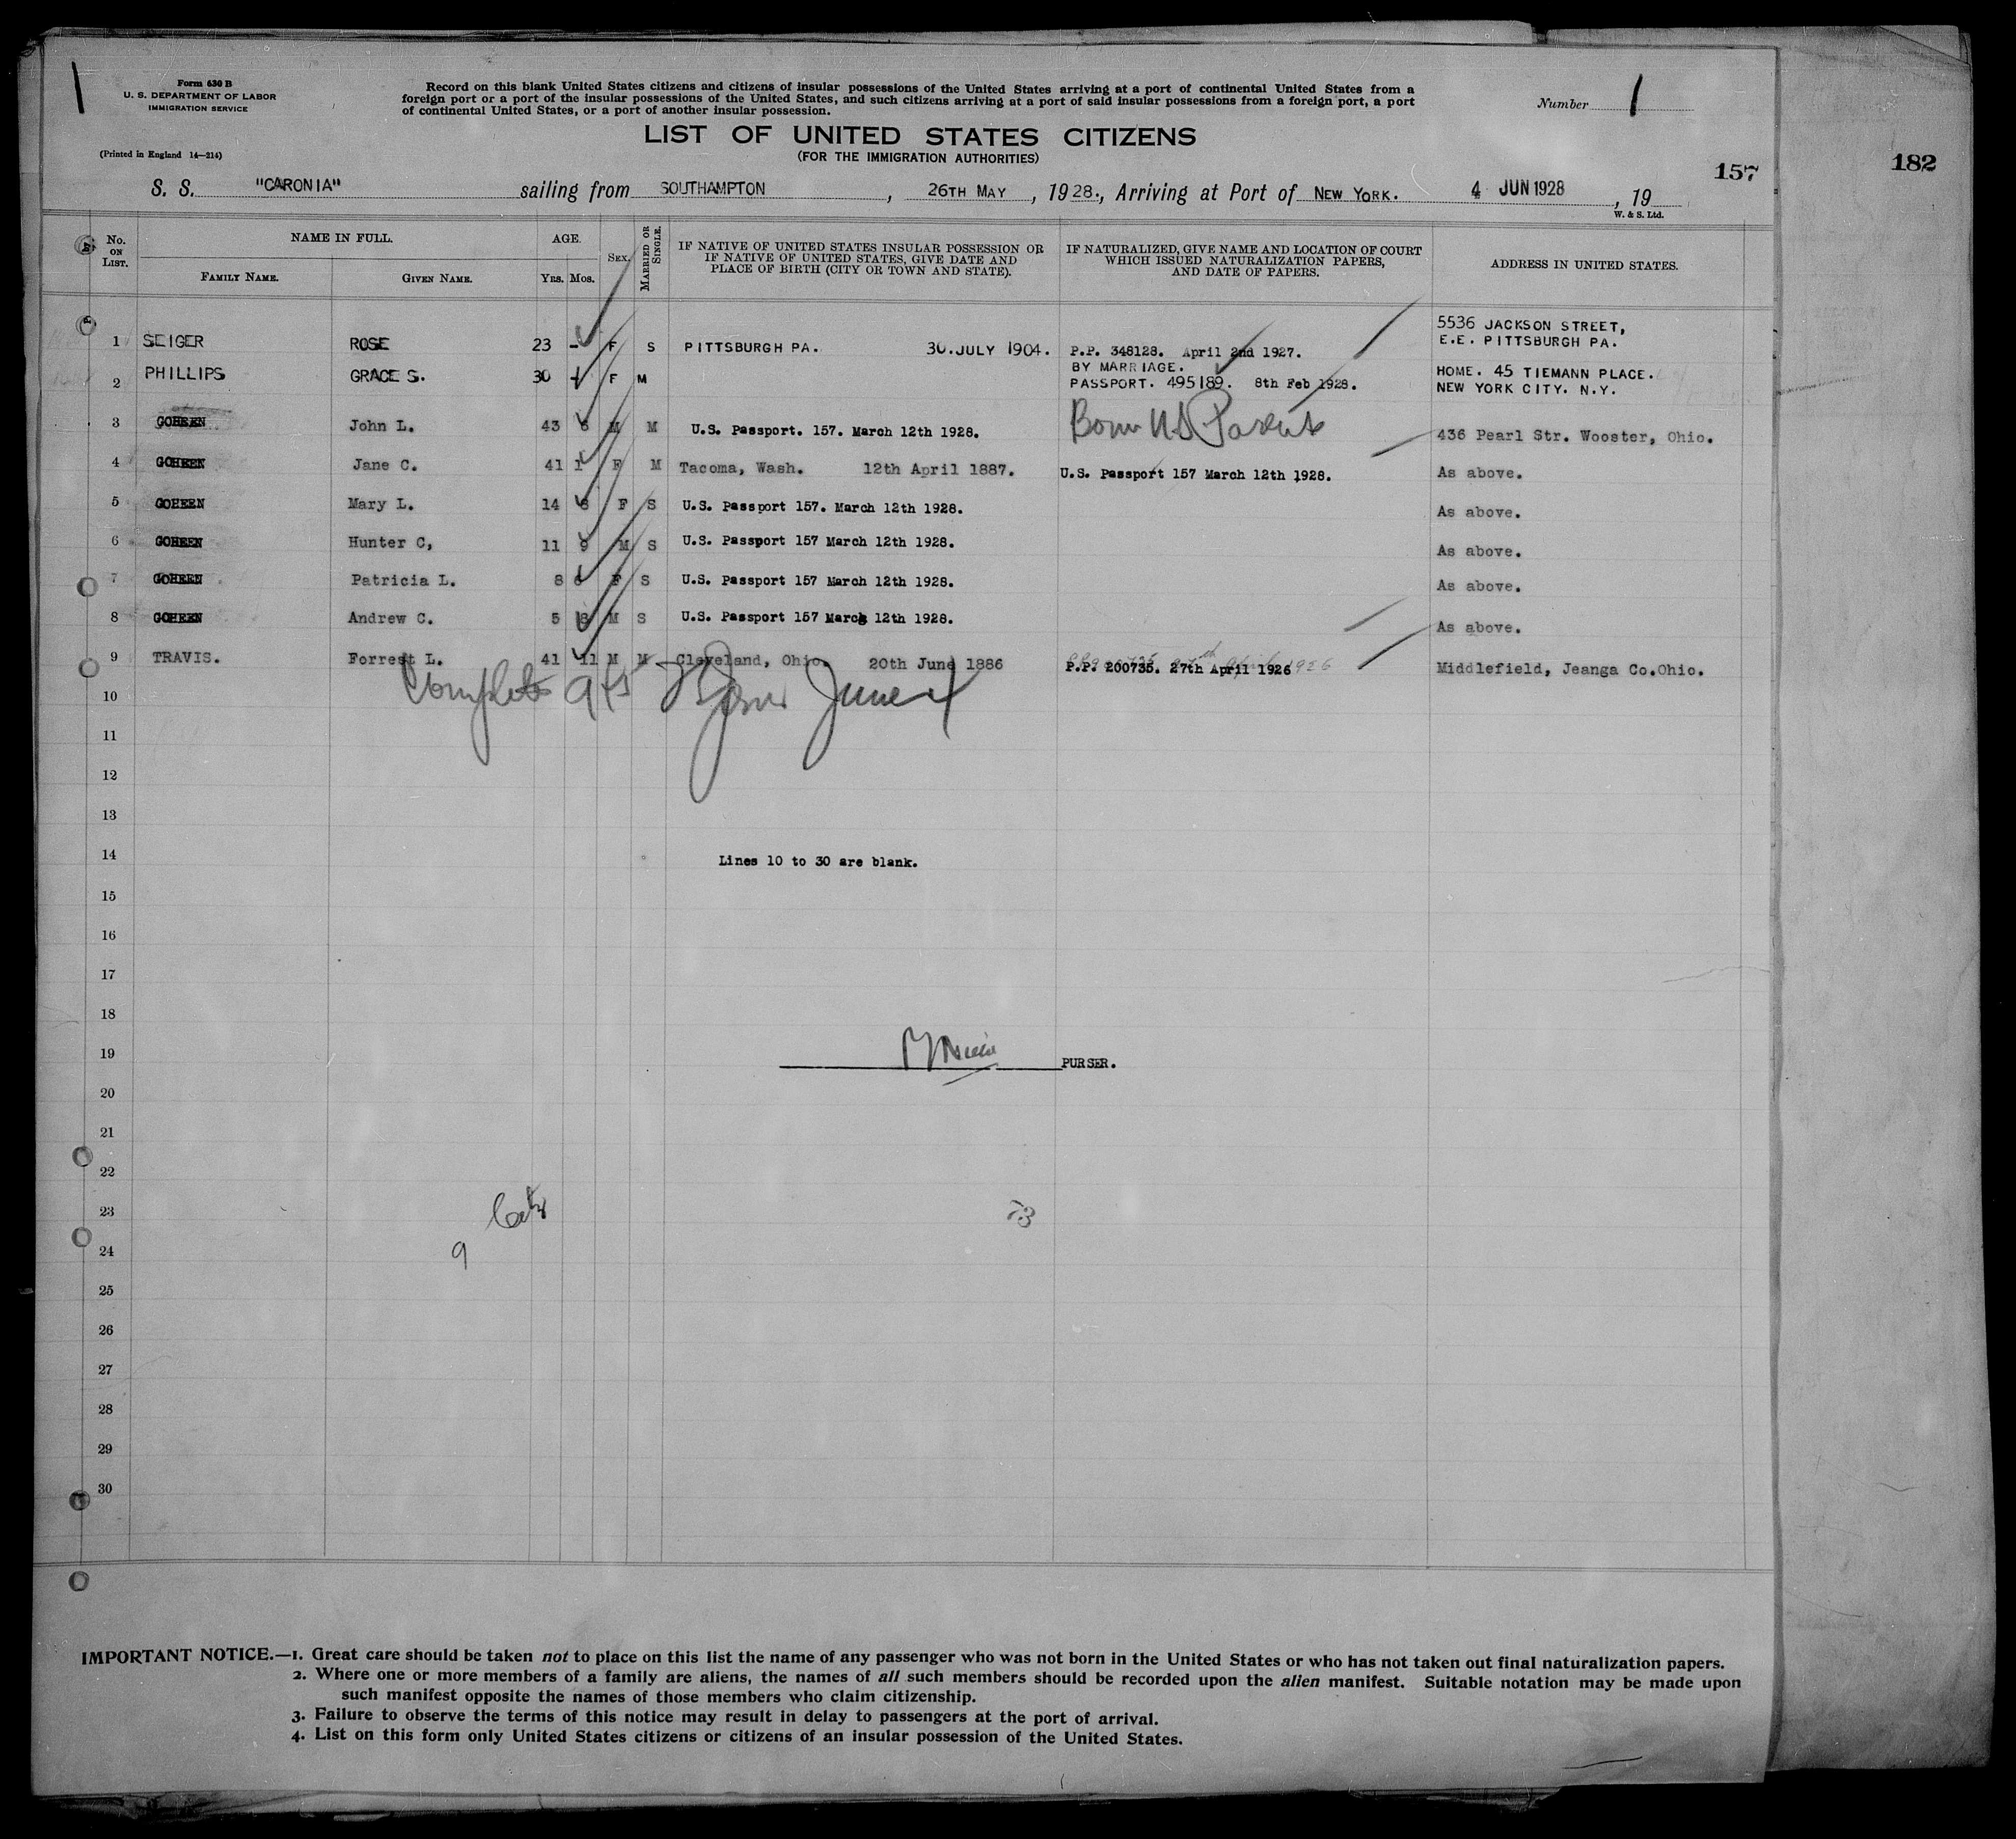 Form 630 B
U. S. DEPARTMENT OF LABOR
IMMIGRATION SERVICE
(Printed in England 14—214)
Record on this blank United States citizens and citizens of insular possessions of the United States arriving at a port of continental United States from a
foreign port or a port of the insular possessions of the United States, and such citizens arriving at a port of said insular possessions from a foreign port, a port
of continental United States, or a port of another insular possession.
Number 1
LIST OF UNITED STATES CITIZENS
(FOR THE IMMIGRATION AUTHORITIES)
157
182
S. S. "CARONIA" sailing from SOUTHAMPTON, 26TH MAY, 1928., Arriving at Port of NEW YORK. 4 JUN 1928, 19
W. & S. Ltd.
No. ON LIST. NAME IN FULL. FAMILY NAME. GIVEN NAME. AGE. YRS. MOS. SEX. MARRIED OR SINGLE. IF NATIVE OF UNITED STATES INSULAR POSSESSION OR IF NATIVE OF UNITED STATES, GIVE DATE AND PLACE OF BIRTH (CITY OR TOWN AND STATE). IF NATURALIZED, GIVE NAME AND LOCATION OF COURT WHICH ISSUED NATURALIZATION PAPERS, AND DATE OF PAPERS. ADDRESS IN UNITED STATES.
1 SEIGER ROSE 23 - F S PITTSBURGH PA. 30.JULY 1904. P.P. 348128. April 2nd 1927. 5536 JACKSON STREET, E.E. PITTSBURGH PA.
2 PHILLIPS GRACE S. 30 F M BY MARRIAGE. PASSPORT. 495189. 8th Feb 1928. HOME. 45 TIEMANN PLACE. NEW YORK CITY. N.Y.
3 GOHEEN John L. 43 M M U.S. Passport. 157. March 12th 1928. Born US Parents 436 Pearl Str. Wooster, Ohio.
4 GOHEEN Jane C. 41 1 F M Tacoma, Wash. 12th April 1887. U.S. Passport 157 March 12th 1928. As above.
5 GOHEEN Mary L. 14 8 F S U.S. Passport 157. March 12th 1928. As above.
6 GOHEEN Hunter C, 11 9 M S U.S. Passport 157 March 12th 1928. As above.
7 GOHEEN Patricia L. 8 F S U.S. Passport 157 March 12th 1928. As above.
8 GOHEEN Andrew C. 5 8 M S U.S. Passport 157 March 12th 1928. As above.
9 TRAVIS. Forrest L. 41 11 M M Cleveland, Ohio. 20th June 1886 P.P. 200735. 27th April 1926 Middlefield, Jeanga Co.Ohio.
10 Complete June 4
11
12
13
14 Lines 10 to 30 are blank.
15
16
17
18
19 PURSER.
20
21
22
23 73
24 9
25
26
27
28
29
30
IMPORTANT NOTICE.—1. Great care should be taken not to place on this list the name of any passenger who was not born in the United States or who has not taken out final naturalization papers.
2. Where one or more members of a family are aliens, the names of all such members should be recorded upon the alien manifest. Suitable notation may be made upon
such manifest opposite the names of those members who claim citizenship.
3. Failure to observe the terms of this notice may result in delay to passengers at the port of arrival.
4. List on this form only United States citizens or citizens of an insular possession of the United States.